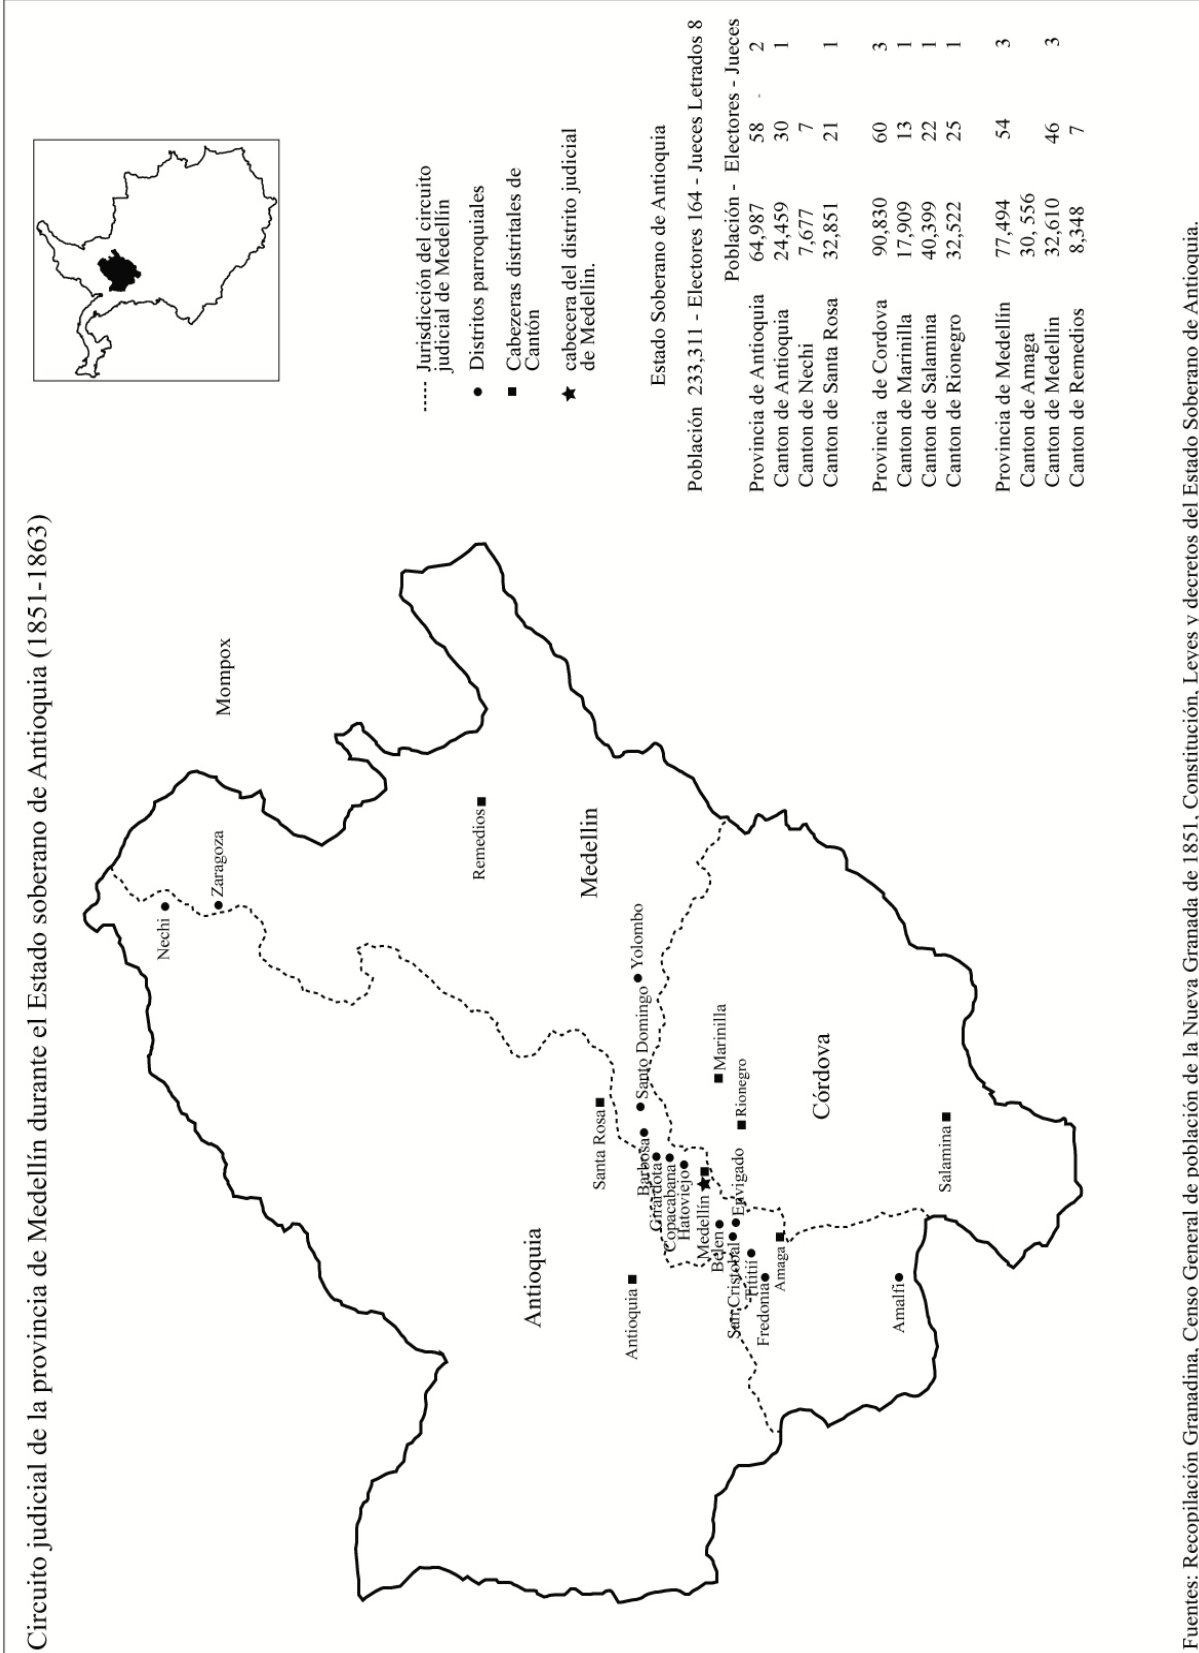 Circuito judicial de la provincia de Medellín durante el Estado soberano de Antioquia (1851-1863)
Mompox
Nechi
Zaragoza
Remedios
Medellin
Antioquia
Santa Rosa
Yolombo
Santo Domingo
Barbosa
Girardota
Copacabana
Hatoviejo
Medellín
Belen
Envigado
San Cristobal
Titiíi
Fredonia
Amaga
Antioquia
Marinilla
Rionegro
Córdova
Salamina
Amalfi
Jurisdicción del circuito
judicial de Medellín
Distritos parroquiales
Cabezeras distritales de
Cantón
cabecera del distrito judicial
de Medellin.
Estado Soberano de Antioquia
Población 233,311 - Electores 164 - Jueces Letrados 8
Población - Electores - Jueces
Provincia de Antioquia 64,987 58 2
Canton de Antioquia 24,459 30 1
Canton de Nechi 7,677 7
Canton de Santa Rosa 32,851 21 1
Provincia de Cordova 90,830 60 3
Canton de Marinilla 17,909 13 1
Canton de Salamina 40,399 22 1
Canton de Rionegro 32,522 25 1
Provincia de Medellín 77,494 54 3
Canton de Amaga 30, 556
Canton de Medellin 32,610 46 3
Canton de Remedios 8,348 7
Fuentes: Recopilación Granadina, Censo General de población de la Nueva Granada de 1851, Constitución, Leyes y decretos del Estado Soberano de Antioquia.